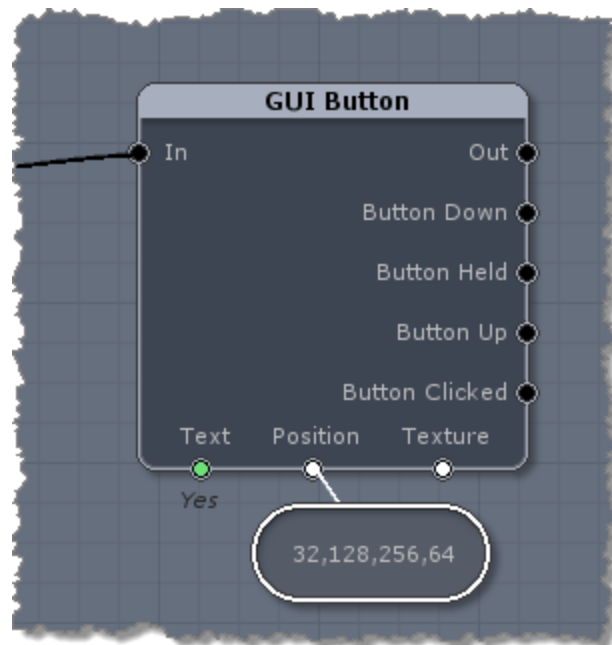 GUI Button
In Out
Button Down
Button Held
Button Up
Button Clicked
Text Position Texture
Yes
32,128,256,64